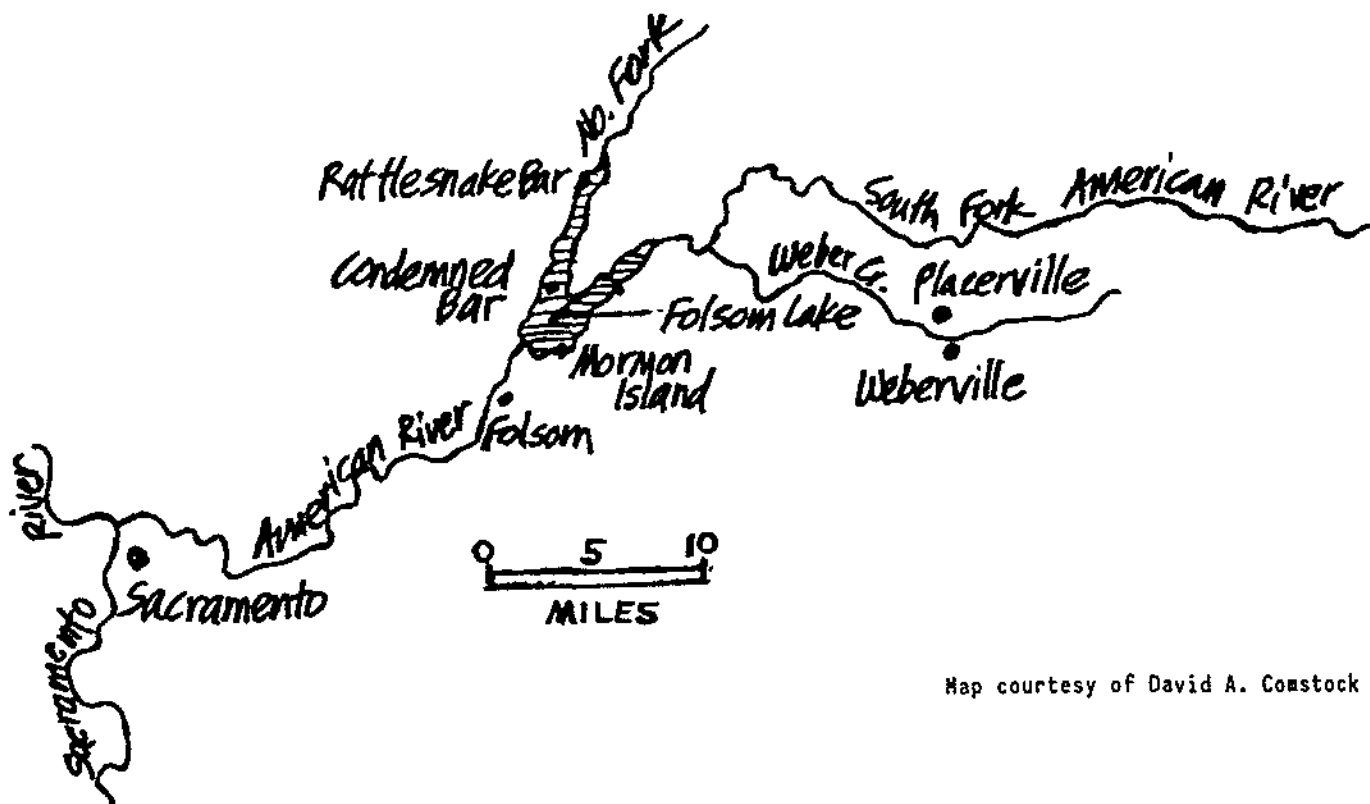 No. Fork
Rattlesnake Bar
South Fork American River
Condemned
Bar
Weber Cr.
Placerville
Folsom Lake
Mormon
Island
Weberville
Folsom
American River
River
Sacramento
0 5 10
MILES
Sacramento
Map courtesy of David A. Comstock